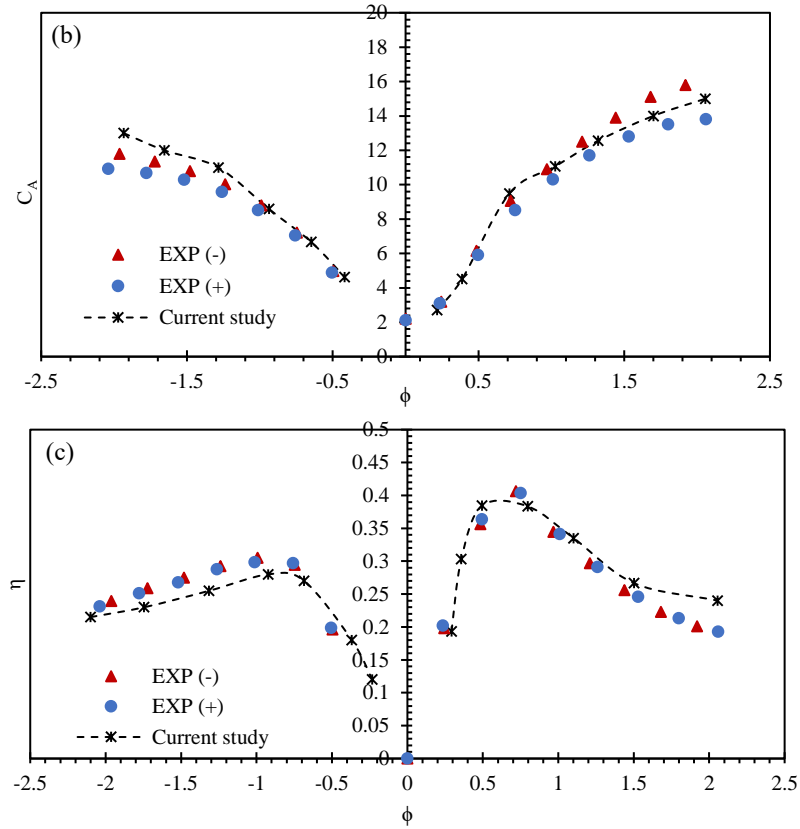 (b)
20
18
16
14
12
10
8
6
4
2
0
C_A
EXP (-)
EXP (+)
Current study
-2.5 -1.5 -0.5 0.5 1.5 2.5
ϕ
(c)
0.5
0.45
0.4
0.35
0.3
0.25
0.2
0.15
0.1
0.05
0
η
EXP (-)
EXP (+)
Current study
-2.5 -2 -1.5 -1 -0.5 0 0.5 1 1.5 2 2.5
ϕ